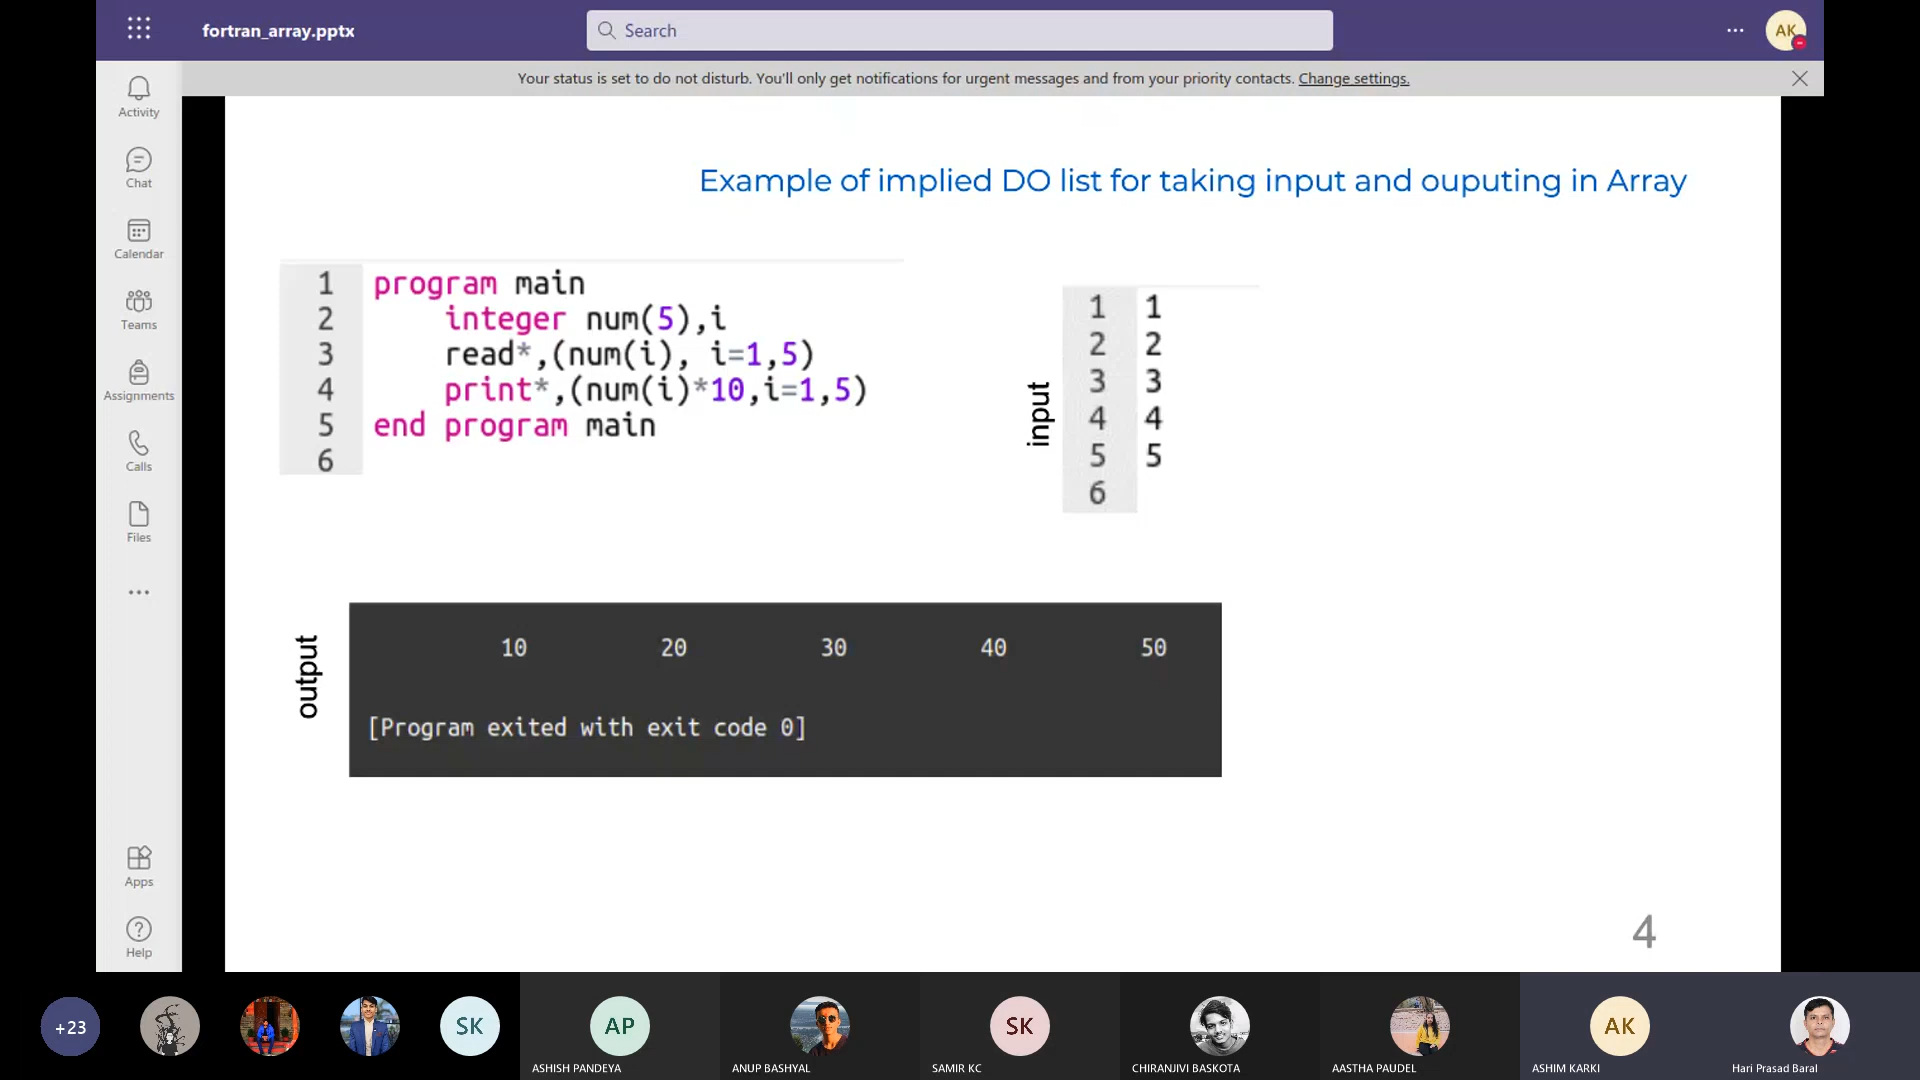 fortran_array.pptx
Search
AK
Your status is set to do not disturb. You'll only get notifications for urgent messages and from your priority contacts. Change settings.
Activity
Chat
Calendar
Teams
Assignments
Calls
Files
Apps
Help
Example of implied DO list for taking input and ouputing in Array
1 program main
2 integer num(5),i
3 read*,(num(i), i=1,5)
4 print*,(num(i)*10,i=1,5)
5 end program main
6
input
1 1
2 2
3 3
4 4
5 5
6
output
10 20 30 40 50
[Program exited with exit code 0]
4
+23
SK
AP
ASHISH PANDEYA
ANUP BASHYAL
SK
SAMIR KC
CHIRANJIVI BASKOTA
AASTHA PAUDEL
AK
ASHIM KARKI
Hari Prasad Baral